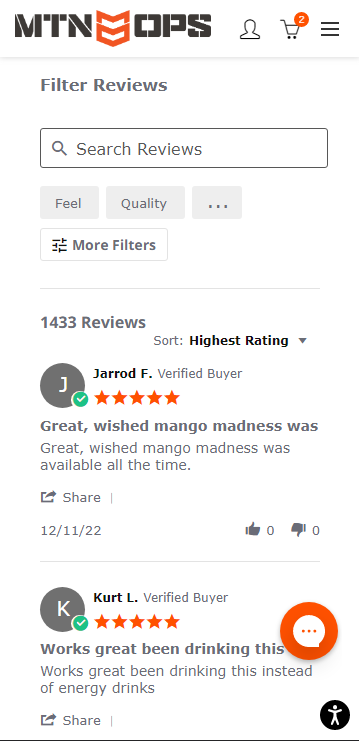 MTN OPS
2
Filter Reviews
Search Reviews
Feel
Quality
...
More Filters
1433 Reviews
Sort: Highest Rating
J
Jarrod F. Verified Buyer
Great, wished mango madness was
Great, wished mango madness was
available all the time.
Share
12/11/22
0
0
K
Kurt L. Verified Buyer
Works great been drinking this
Works great been drinking this instead
of energy drinks
Share